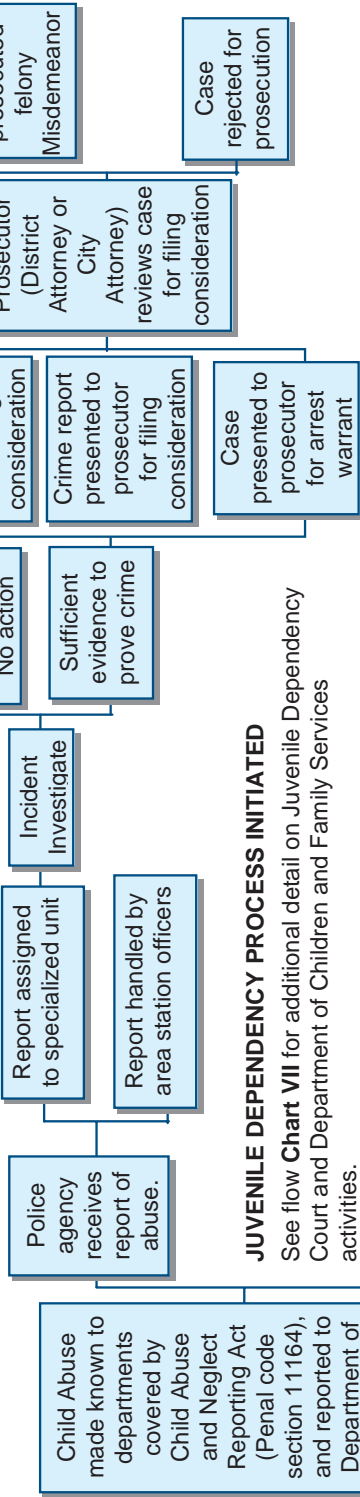 Child Abuse
made known to
departments
covered by
Child Abuse
and Neglect
Reporting Act
(Penal code
section 11164),
and reported to
Department of
Police
agency
receives
report of
abuse.
Report assigned
to specialized unit
Report handled by
area station officers
Incident
Investigate
No action
Sufficient
evidence to
prove crime
consideration
Crime report
presented to
prosecutor
for filing
consideration
Case
presented to
prosecutor
for arrest
warrant
Prosecutor
(District
Attorney or
City
Attorney)
reviews case
for filing
consideration
felony
Misdemeanor
Case
rejected for
prosecution
JUVENILE DEPENDENCY PROCESS INITIATED
See flow Chart VII for additional detail on Juvenile Dependency
Court and Department of Children and Family Services
activities.